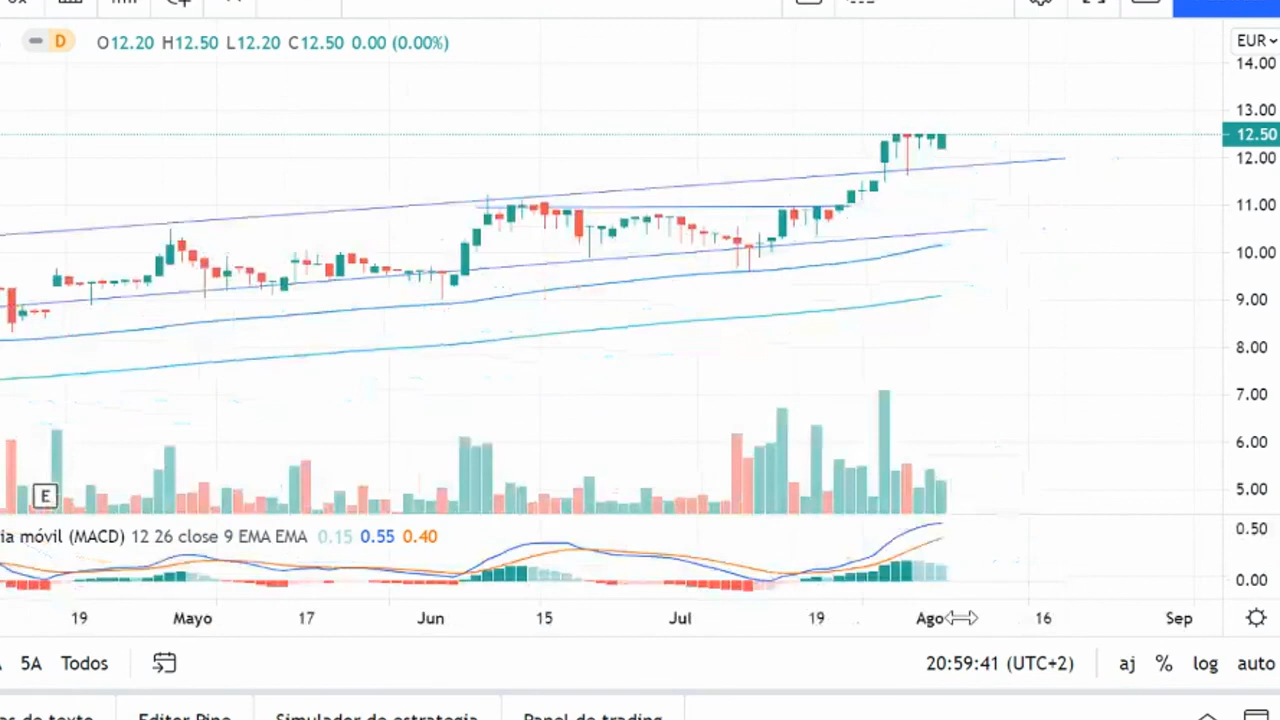 D O12.20 H12.50 L12.20 C12.50 0.00 (0.00%)
EUR
14.00
13.00
12.50
12.00
11.00
10.00
9.00
8.00
7.00
6.00
5.00
E
ia móvil (MACD) 12 26 close 9 EMA EMA 0.15 0.55 0.40
0.50
0.00
19 Mayo 17 Jun 15 Jul 19 Ago 16 Sep
5A Todos 20:59:41 (UTC+2) aj % log auto
as de texto Editor Pine Simulador de estrategia Panel de trading